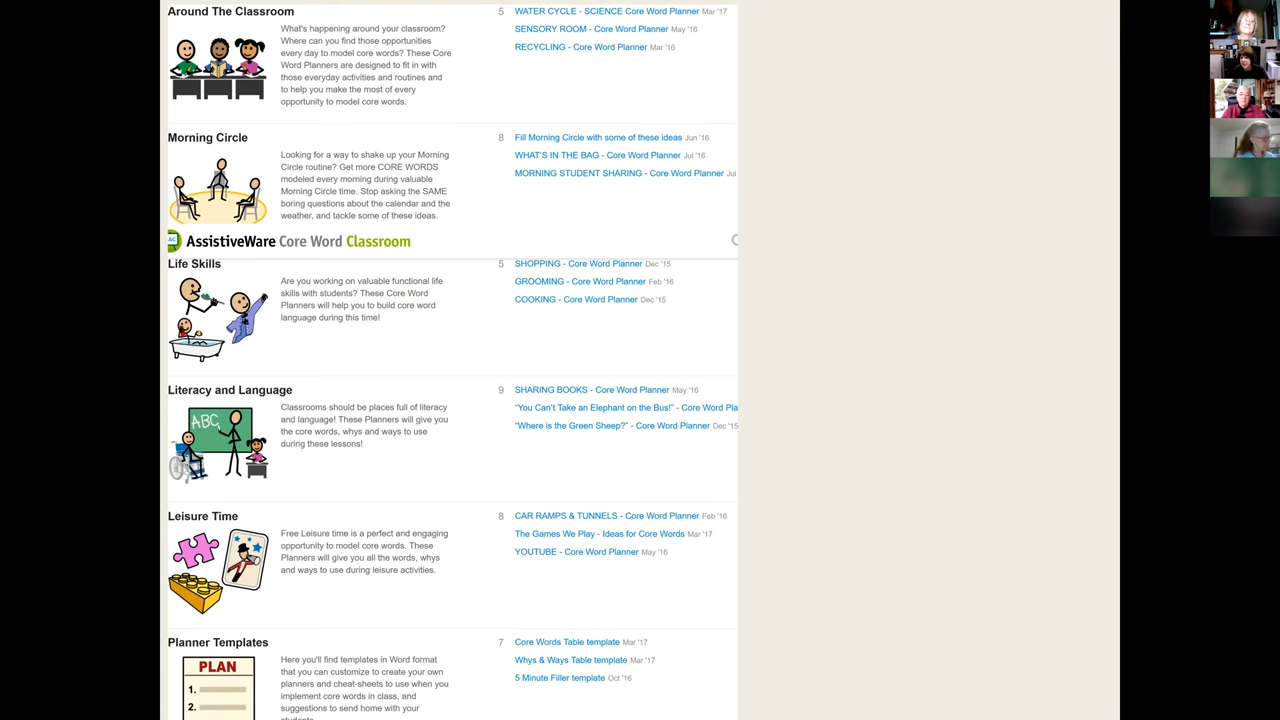 Around The Classroom
What's happening around your classroom?
Where can you find those opportunities
every day to model core words? These Core
Word Planners are designed to fit in with
those everyday activities and routines and
to help you make the most of every
opportunity to model core words.
5
WATER CYCLE - SCIENCE Core Word Planner Mar '17
SENSORY ROOM - Core Word Planner May '16
RECYCLING - Core Word Planner Mar '16
Morning Circle
Looking for a way to shake up your Morning
Circle routine? Get more CORE WORDS
modeled every morning during valuable
Morning Circle time. Stop asking the SAME
boring questions about the calendar and the
weather, and tackle some of these ideas.
8
Fill Morning Circle with some of these ideas Jun '16
WHAT'S IN THE BAG - Core Word Planner Jul '16
MORNING STUDENT SHARING - Core Word Planner Jul
AC
AssistiveWare Core Word Classroom
Life Skills
Are you working on valuable functional life
skills with students? These Core Word
Planners will help you to build core word
language during this time!
5
SHOPPING - Core Word Planner Dec '15
GROOMING - Core Word Planner Feb '16
COOKING - Core Word Planner Dec '15
Literacy and Language
ABC
Classrooms should be places full of literacy
and language! These Planners will give you
the core words, whys and ways to use
during these lessons!
9
SHARING BOOKS - Core Word Planner May '16
“You Can't Take an Elephant on the Bus!” - Core Word Pla
“Where is the Green Sheep?” - Core Word Planner Dec '15
Leisure Time
Free Leisure time is a perfect and engaging
opportunity to model core words. These
Planners will give you all the words, whys
and ways to use during leisure activities.
8
CAR RAMPS & TUNNELS - Core Word Planner Feb '16
The Games We Play - Ideas for Core Words Mar '17
YOUTUBE - Core Word Planner May '16
Planner Templates
PLAN
1.
2.
Here you'll find templates in Word format
that you can customize to create your own
planners and cheat-sheets to use when you
implement core words in class, and
suggestions to send home with your
students.
7
Core Words Table template Mar '17
Whys & Ways Table template Mar '17
5 Minute Filler template Oct '16